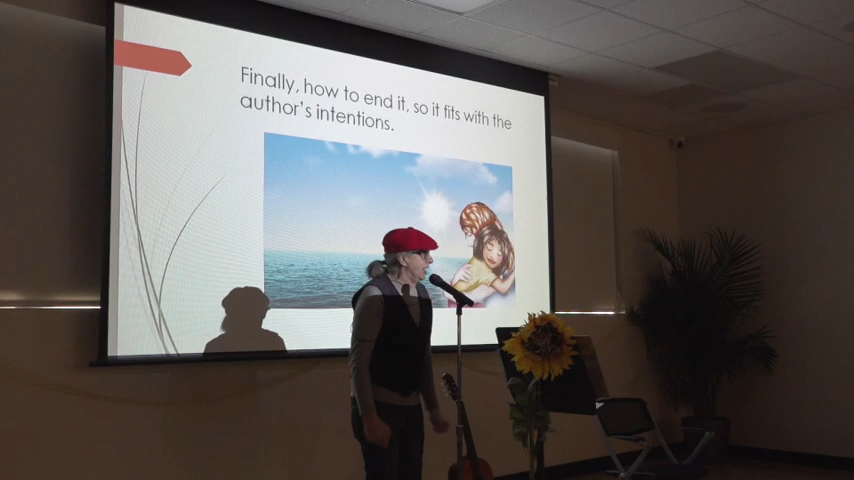 Finally, how to end it, so it fits with the
author's intentions.